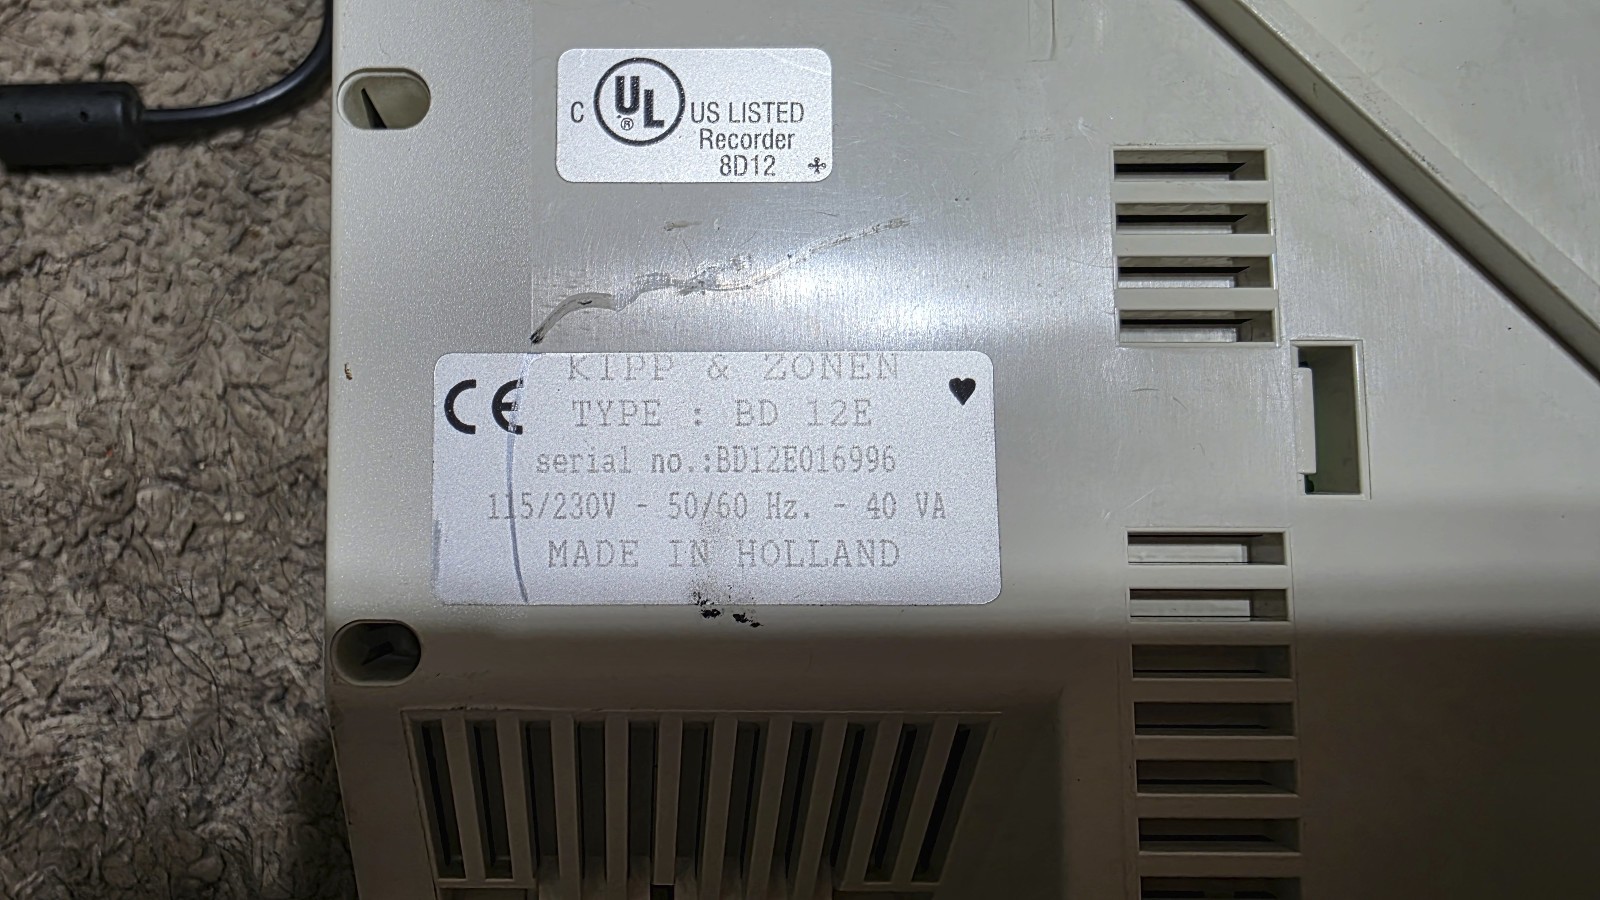 C UL ® US LISTED
Recorder
8D12
CE
KIPP & ZONEN
TYPE : BD 12E
serial no.:BD12E016996
115/230V - 50/60 Hz. - 40 VA
MADE IN HOLLAND